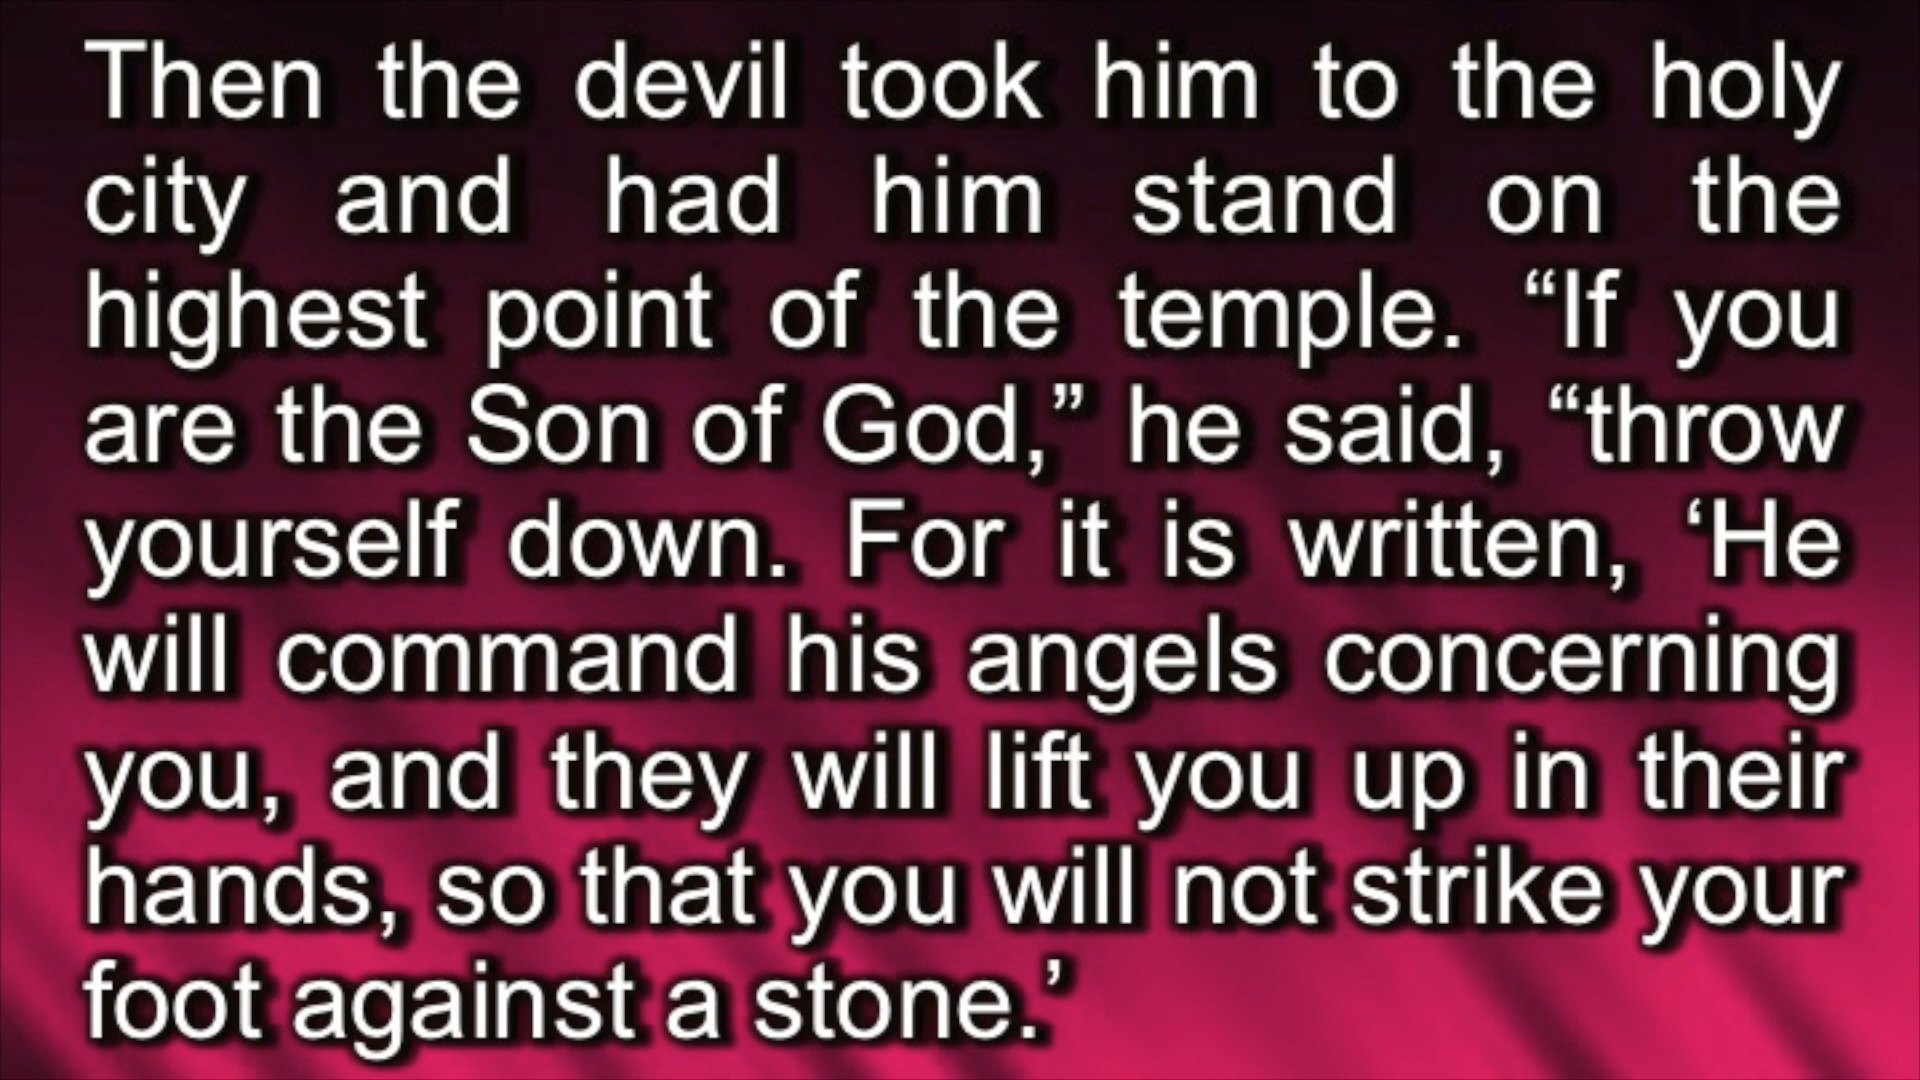 Then the devil took him to the holy
city and had him stand on the
highest point of the temple. “If you
are the Son of God,” he said, “throw
yourself down. For it is written, ‘He
will command his angels concerning
you, and they will lift you up in their
hands, so that you will not strike your
foot against a stone.’